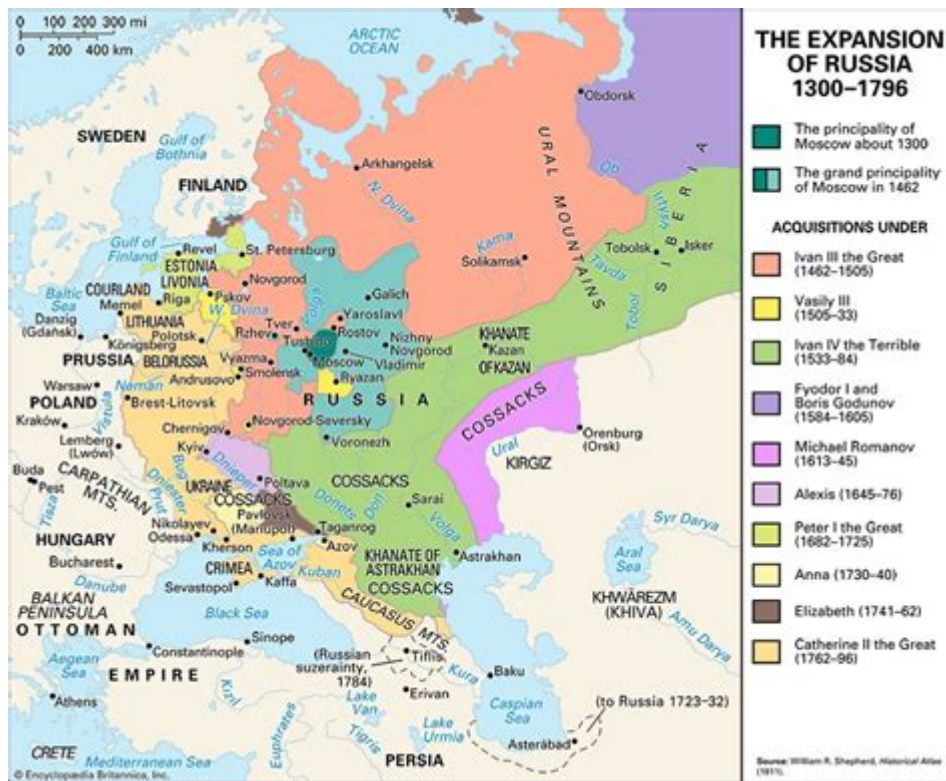 0 100 200 300 mi
0 200 400 km
ARCTIC
OCEAN
SWEDEN
Gulf of
Bothnia
FINLAND
Obdorsk
Arkhangelsk
N. Dvina
URAL MOUNTAINS
Ob
Irtysh
SIBERIA
Tobolsk
Isker
Kama
Solikamsk
Tavda
Tobol
Gulf of
Finland
Revel
St. Petersburg
ESTONIA
LIVONIA
Novgorod
COURLAND
Riga
Pskov
Memel
W. Dvina
Volga
Galich
Baltic
Sea
Danzig
(Gdańsk)
LITHUANIA
Polotsk
Tver
Rzhev
Yaroslavl
Rostov
Tushino
Nizhny
Novgorod
KHANATE
Kazan
OF KAZAN
Königsberg
PRUSSIA
BELORUSSIA
Vyazma
Moscow
Vladimir
Andrusovo
Smolensk
Ryazan
Warsaw
Neman
POLAND
Brest-Litovsk
RUSSIA
COSSACKS
Vistula
Kraków
Novgorod-Seversky
Chernigov
Voronezh
Orenburg
(Orsk)
Lemberg
(Lwów)
Kyiv
Ural
KIRGIZ
CARPATHIAN
MTS.
Buda
Pest
Tisza
Bug
Dnieper
Dniester
Prut
UKRAINE
COSSACKS
Poltava
COSSACKS
Donets
Don
Sarai
Volga
Pavlovsk
(Mariupol)
Taganrog
HUNGARY
Nikolayev
Odessa
Kherson
Sea of
Azov
Azov
KHANATE OF
ASTRAKHAN
Astrakhan
Syr Darya
Aral
Sea
Bucharest
Danube
CRIMEA
Kuban
COSSACKS
Sevastopol
Kaffa
BALKAN
PENINSULA
KHWĀREZM
(KHIVA)
Black Sea
CAUCASUS MTS.
OTTOMAN
EMPIRE
Amu Darya
Constantinople
Sinope
(Russian
suzerainty,
1784)
Tiflis
Aegean
Sea
Kura
Baku
Athens
Kizil
Erivan
Lake
Van
Caspian
Sea
(to Russia 1723–32)
Euphrates
Tigris
Lake
Urmia
Asterābad
CRETE
Mediterranean Sea
PERSIA
© Encyclopædia Britannica, Inc.
THE EXPANSION
OF RUSSIA
1300–1796
The principality of
Moscow about 1300
The grand principality
of Moscow in 1462
ACQUISITIONS UNDER
Ivan III the Great
(1462–1505)
Vasily III
(1505–33)
Ivan IV the Terrible
(1533–84)
Fyodor I and
Boris Godunov
(1584–1605)
Michael Romanov
(1613–45)
Alexis (1645–76)
Peter I the Great
(1682–1725)
Anna (1730–40)
Elizabeth (1741–62)
Catherine II the Great
(1762–96)
Source: William R. Shepherd, Historical Atlas
(1911).